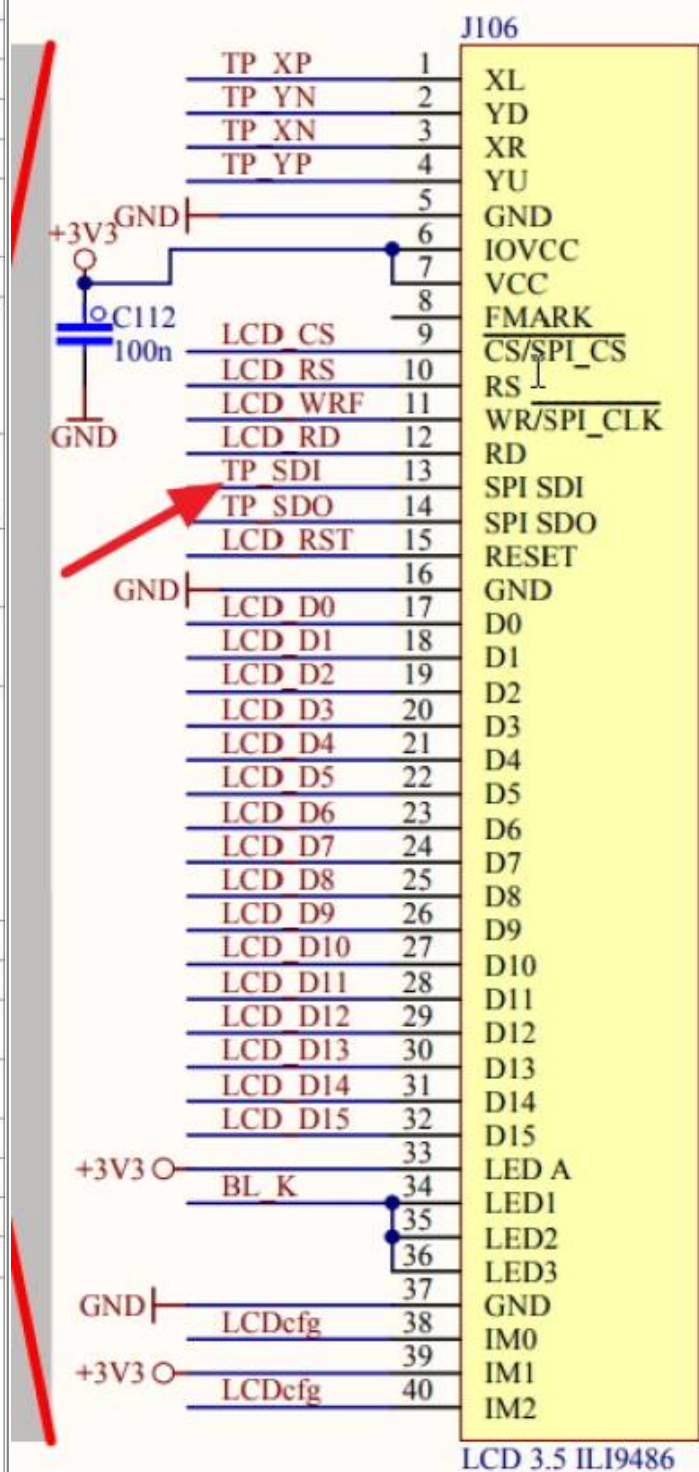 J106
TP_XP 1 XL
TP_YN 2 YD
TP_XN 3 XR
TP_YP 4 YU
GND 5 GND
+3V3 6 IOVCC
7 VCC
C112 8 FMARK
100n
LCD_CS 9 CS/SPI_CS
LCD_RS 10 RS
LCD_WRF 11 WR/SPI_CLK
GND
LCD_RD 12 RD
TP_SDI 13 SPI SDI
TP_SDO 14 SPI SDO
LCD_RST 15 RESET
GND 16 GND
LCD_D0 17 D0
LCD_D1 18 D1
LCD_D2 19 D2
LCD_D3 20 D3
LCD_D4 21 D4
LCD_D5 22 D5
LCD_D6 23 D6
LCD_D7 24 D7
LCD_D8 25 D8
LCD_D9 26 D9
LCD_D10 27 D10
LCD_D11 28 D11
LCD_D12 29 D12
LCD_D13 30 D13
LCD_D14 31 D14
LCD_D15 32 D15
+3V3 33 LED A
BL_K 34 LED1
35 LED2
36 LED3
GND 37 GND
LCDcfg 38 IM0
+3V3 39 IM1
LCDcfg 40 IM2
LCD 3.5 ILI9486